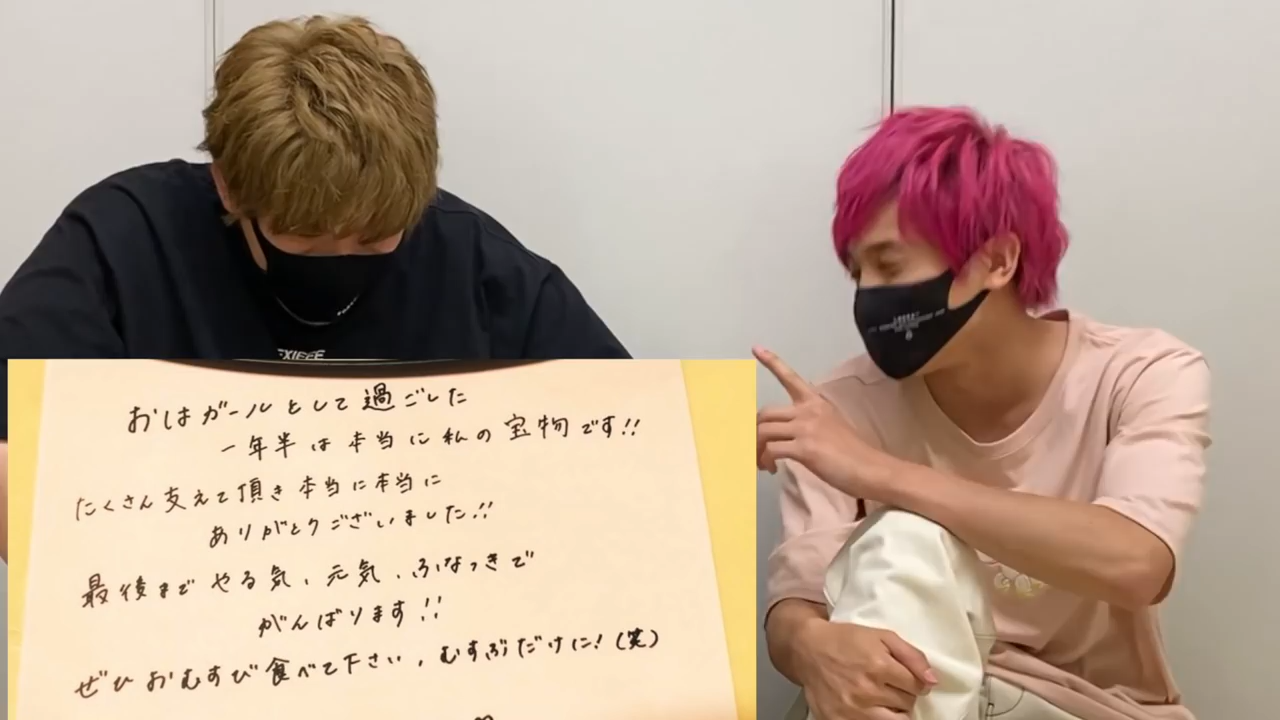 EXIEEE
おはガールとして過ごした
一年半は本当に私の宝物です!!
たくさん支えて頂き本当に本当に
ありがとうございました!!
最後まで やる気、元気、ふなっきで
がんばります!!
ぜひおむすび食べて下さい、むすぶだけに!(笑)